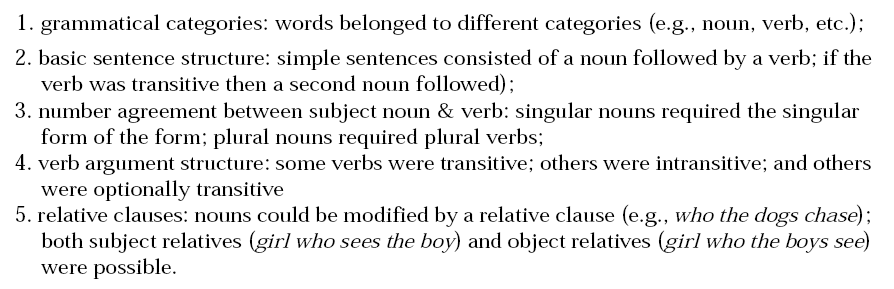 1. grammatical categories: words belonged to different categories (e.g., noun, verb, etc.);
2. basic sentence structure: simple sentences consisted of a noun followed by a verb; if the
verb was transitive then a second noun followed);
3. number agreement between subject noun & verb: singular nouns required the singular
form of the form; plural nouns required plural verbs;
4. verb argument structure: some verbs were transitive; others were intransitive; and others
were optionally transitive
5. relative clauses: nouns could be modified by a relative clause (e.g., who the dogs chase);
both subject relatives (girl who sees the boy) and object relatives (girl who the boys see)
were possible.